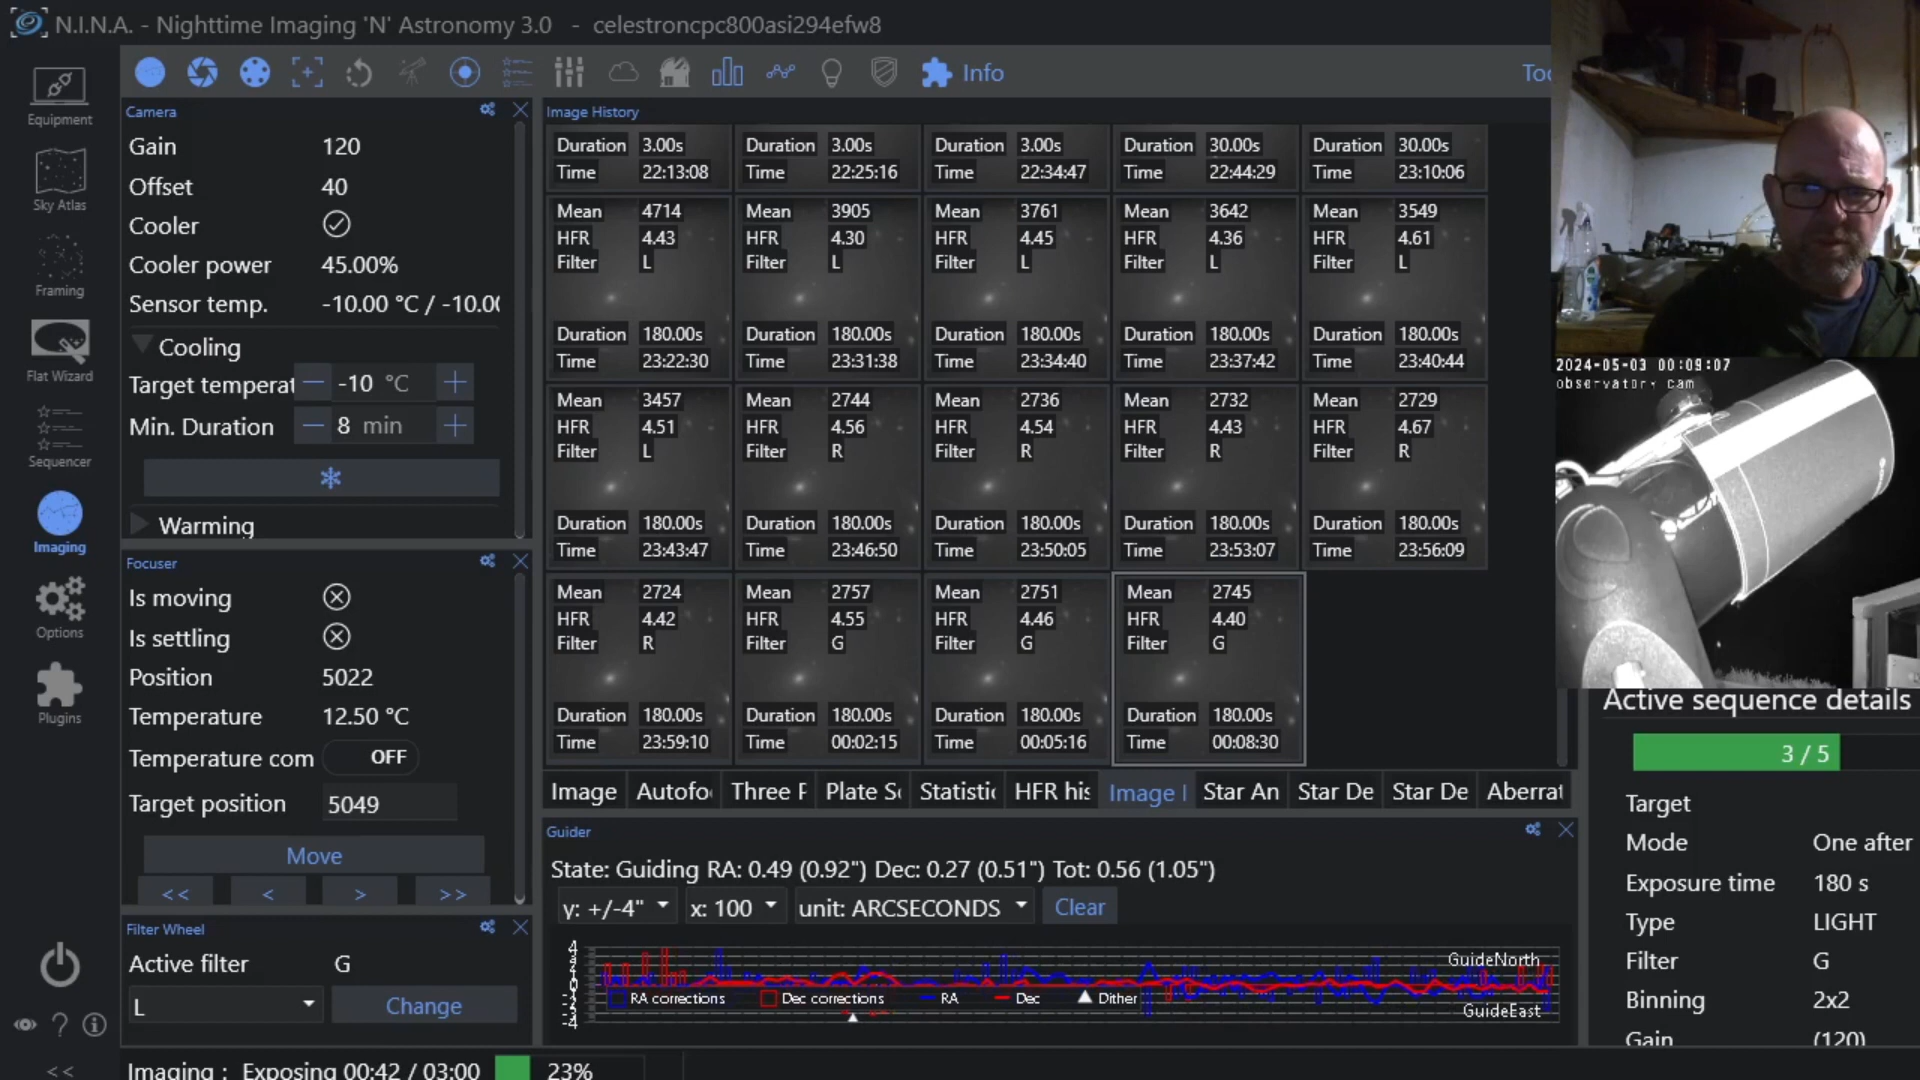 N.I.N.A. - Nighttime Imaging 'N' Astronomy 3.0 - celestroncpc800asi294efw8
Info
Too
Equipment
Sky Atlas
Framing
Flat Wizard
Sequencer
Imaging
Options
Plugins
Camera
Gain 120
Offset 40
Cooler
Cooler power 45.00%
Sensor temp. -10.00 °C / -10.00
Cooling
Target temperat -10 °C
Min. Duration 8 min
Warming
Focuser
Is moving
Is settling
Position 5022
Temperature 12.50 °C
Temperature com OFF
Target position 5049
Move
<< < > >>
Filter Wheel
Active filter G
L Change
Image History
Duration 3.00s Duration 3.00s Duration 3.00s Duration 30.00s Duration 30.00s
Time 22:13:08 Time 22:25:16 Time 22:34:47 Time 22:44:29 Time 23:10:06
Mean 4714 Mean 3905 Mean 3761 Mean 3642 Mean 3549
HFR 4.43 HFR 4.30 HFR 4.45 HFR 4.36 HFR 4.61
Filter L Filter L Filter L Filter L Filter L
Duration 180.00s Duration 180.00s Duration 180.00s Duration 180.00s Duration 180.00s
Time 23:22:30 Time 23:31:38 Time 23:34:40 Time 23:37:42 Time 23:40:44
Mean 3457 Mean 2744 Mean 2736 Mean 2732 Mean 2729
HFR 4.51 HFR 4.56 HFR 4.54 HFR 4.43 HFR 4.67
Filter L Filter R Filter R Filter R Filter R
Duration 180.00s Duration 180.00s Duration 180.00s Duration 180.00s Duration 180.00s
Time 23:43:47 Time 23:46:50 Time 23:50:05 Time 23:53:07 Time 23:56:09
Mean 2724 Mean 2757 Mean 2751 Mean 2745
HFR 4.42 HFR 4.55 HFR 4.46 HFR 4.40
Filter R Filter G Filter G Filter G
Duration 180.00s Duration 180.00s Duration 180.00s Duration 180.00s
Time 23:59:10 Time 00:02:15 Time 00:05:16 Time 00:08:30
Image Autofo Three P Plate So Statistic HFR his Image Star An Star De Star De Aberrat
Guider
State: Guiding RA: 0.49 (0.92") Dec: 0.27 (0.51") Tot: 0.56 (1.05")
y: +/-4" x: 100 unit: ARCSECONDS Clear
GuideNorth
RA corrections Dec corrections RA Dec Dither
GuideEast
2024-05-03 00:09:07
observatory cam
Active sequence details
3 / 5
Target
Mode One after
Exposure time 180 s
Type LIGHT
Filter G
Binning 2x2
Gain (120)
<< Imaging : Exposing 00:42 / 03:00 23%